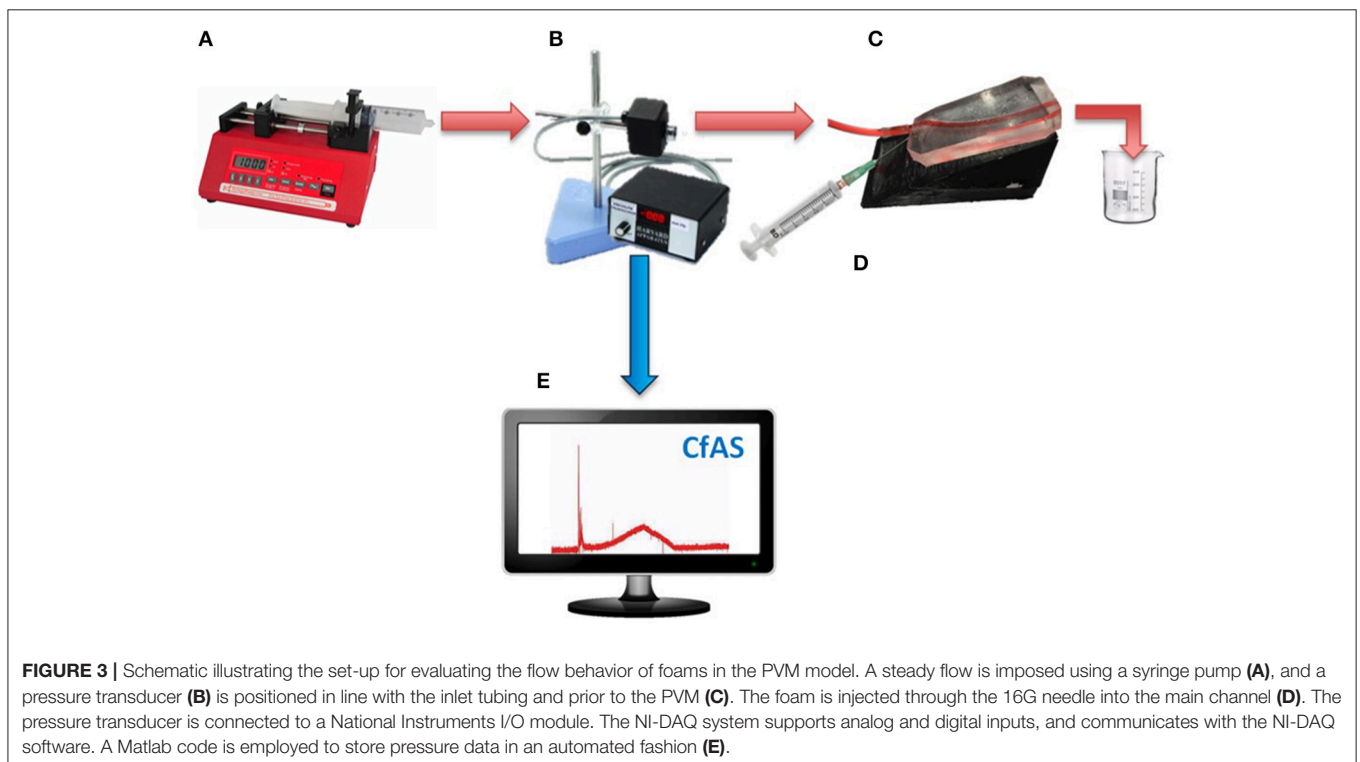 A
B
C
100.0
HARVARD
APPARATUS
D
E
CfAS
FIGURE 3 | Schematic illustrating the set-up for evaluating the flow behavior of foams in the PVM model. A steady flow is imposed using a syringe pump (A), and a
pressure transducer (B) is positioned in line with the inlet tubing and prior to the PVM (C). The foam is injected through the 16G needle into the main channel (D). The
pressure transducer is connected to a National Instruments I/O module. The NI-DAQ system supports analog and digital inputs, and communicates with the NI-DAQ
software. A Matlab code is employed to store pressure data in an automated fashion (E).